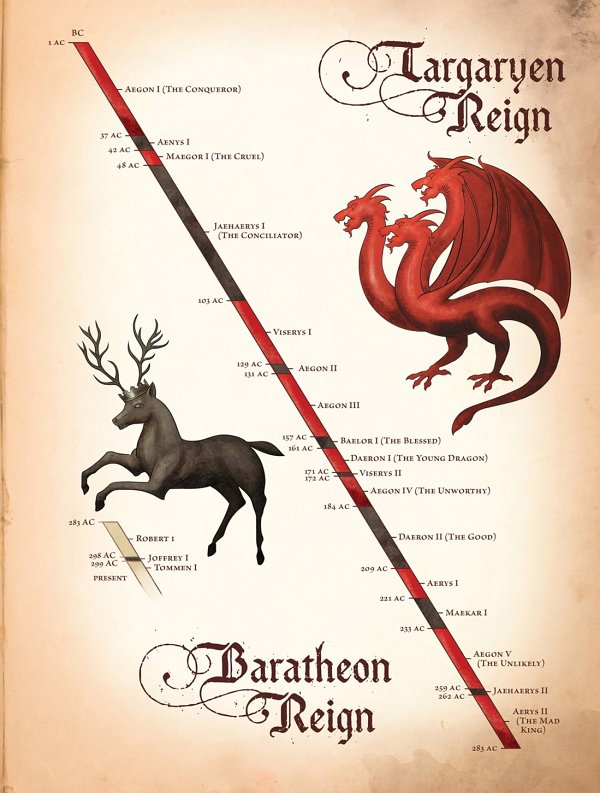 Targaryen
Reign
BC
1 AC
Aegon I (The Conqueror)
37 AC
Aenys I
42 AC
Maegor I (The Cruel)
48 AC
Jaehaerys I
(The Conciliator)
103 AC
Viserys I
129 AC
Aegon II
131 AC
Aegon III
157 AC
Baelor I (The Blessed)
161 AC
Daeron I (The Young Dragon)
171 AC
Viserys II
172 AC
Aegon IV (The Unworthy)
184 AC
Daeron II (The Good)
209 AC
Aerys I
221 AC
Maekar I
233 AC
Aegon V
(The Unlikely)
259 AC
Jaehaerys II
262 AC
Aerys II
(The Mad
King)
283 AC
283 AC
Robert I
298 AC
Joffrey I
299 AC
Tommen I
present
Baratheon
Reign